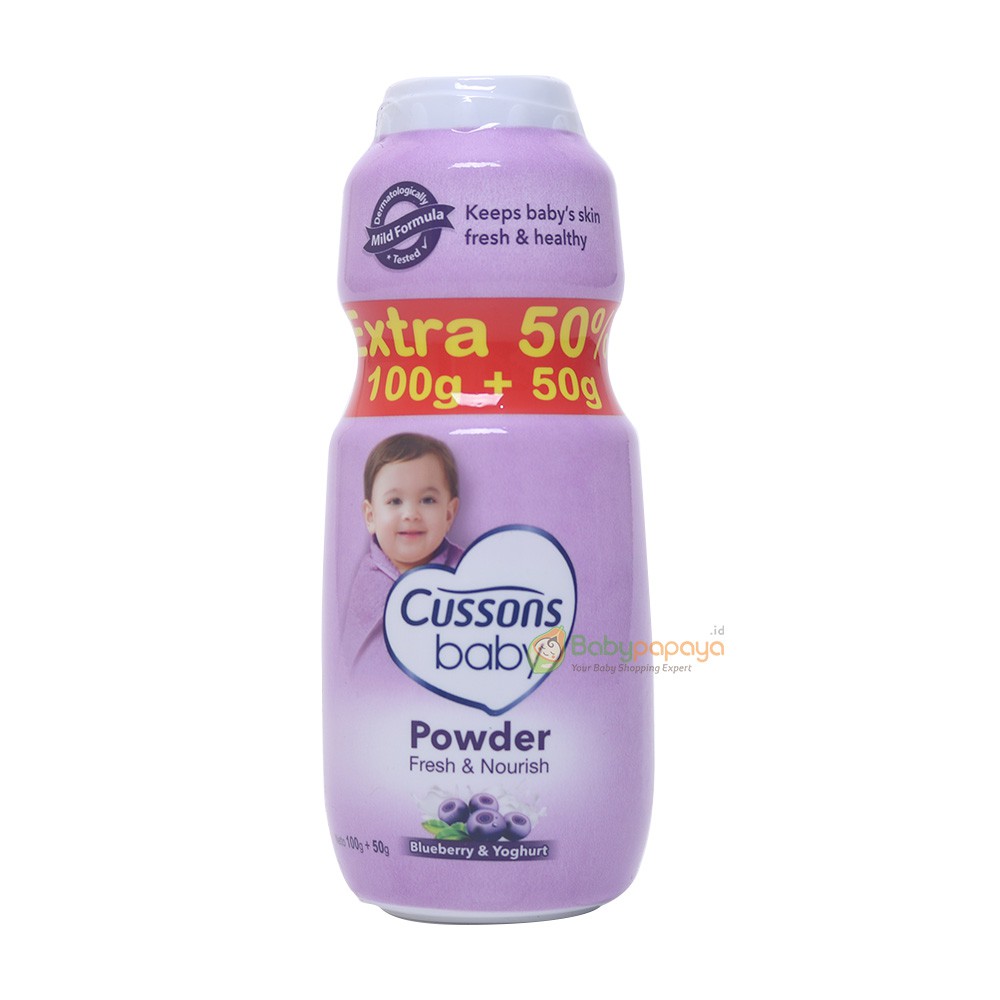 Dermatologically
Mild Formula
* Tested ✓
Keeps baby's skin
fresh & healthy
Extra 50%
100g + 50g
Cussons
baby
.id
Babypapaya
Your Baby Shopping Expert
Powder
Fresh & Nourish
100g + 50g
Blueberry & Yoghurt